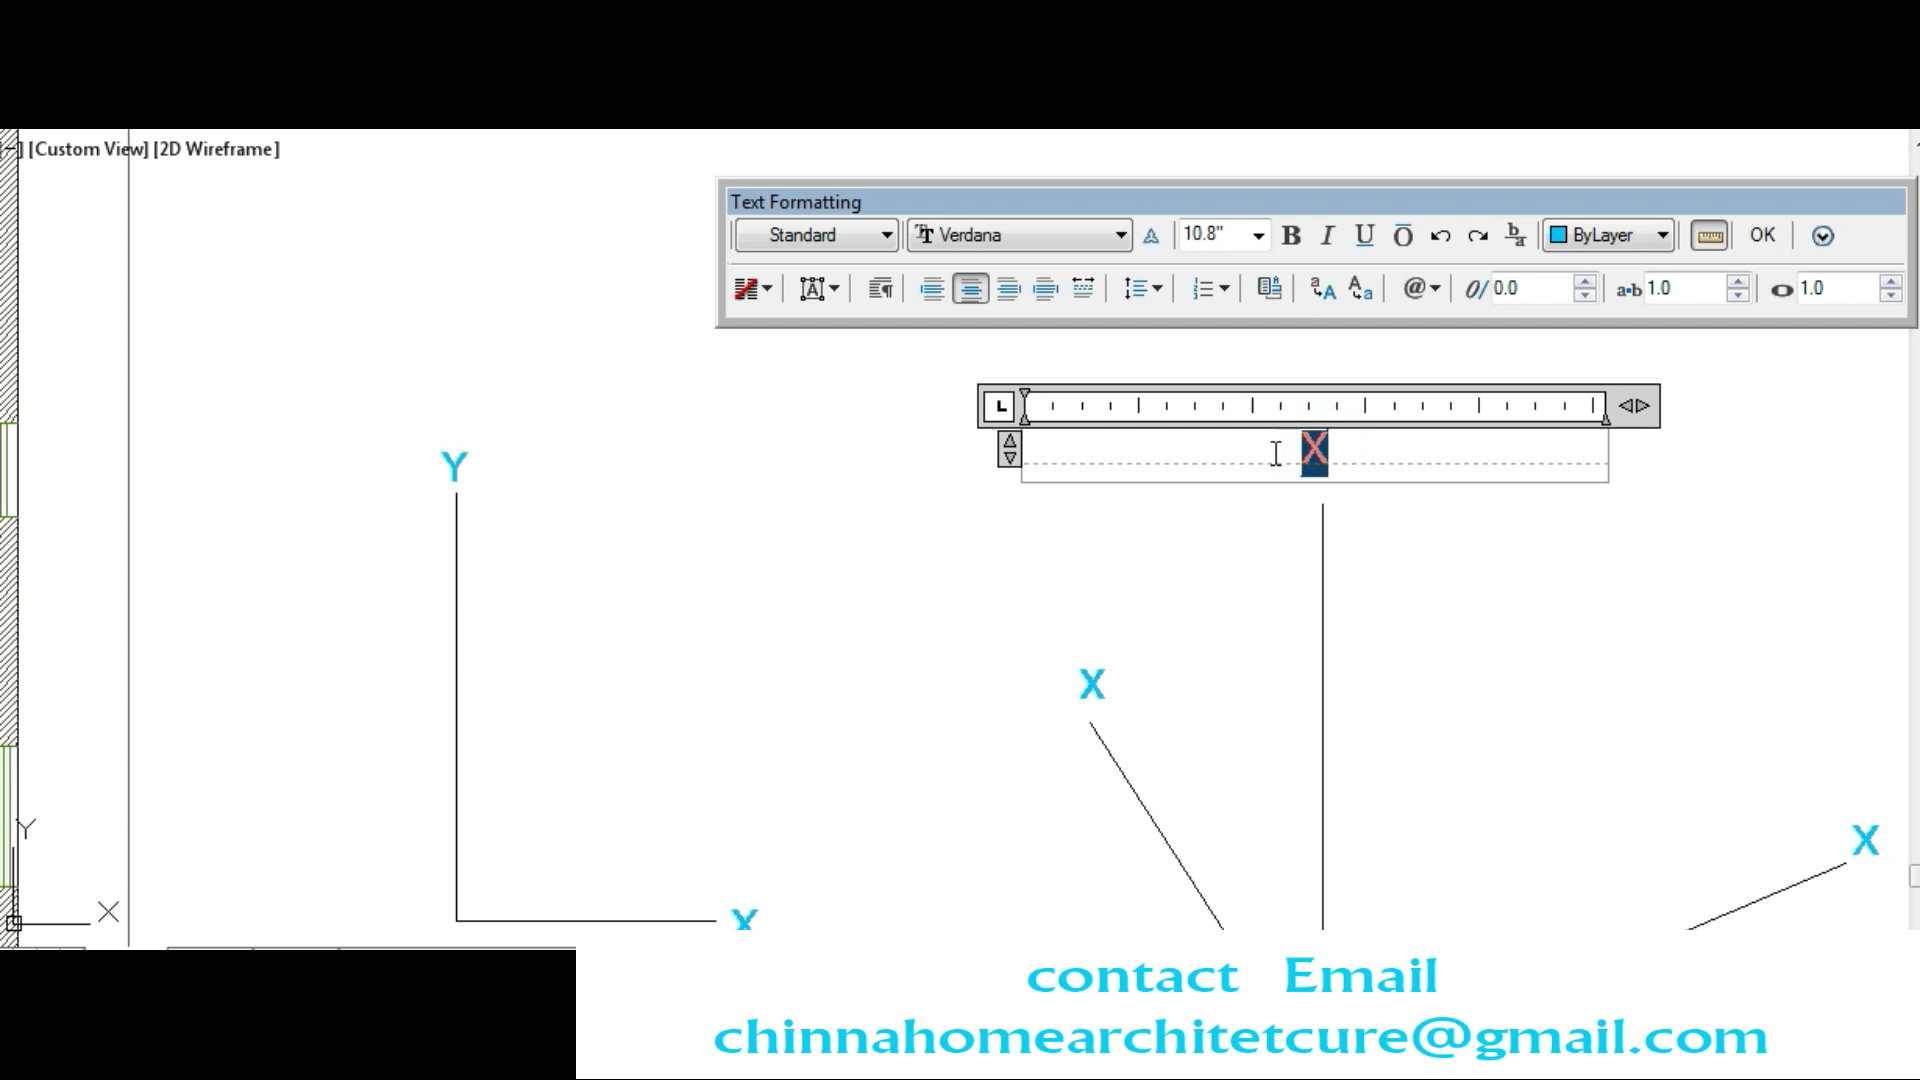 [–] [Custom View] [2D Wireframe]
Text Formatting
Standard Verdana 10.8" B I U O b/a ByLayer OK
@ 0/ 0.0 a•b 1.0 1.0
L
X
Y
X
X
Y
X
X
contact Email
chinnahomearchitetcure@gmail.com